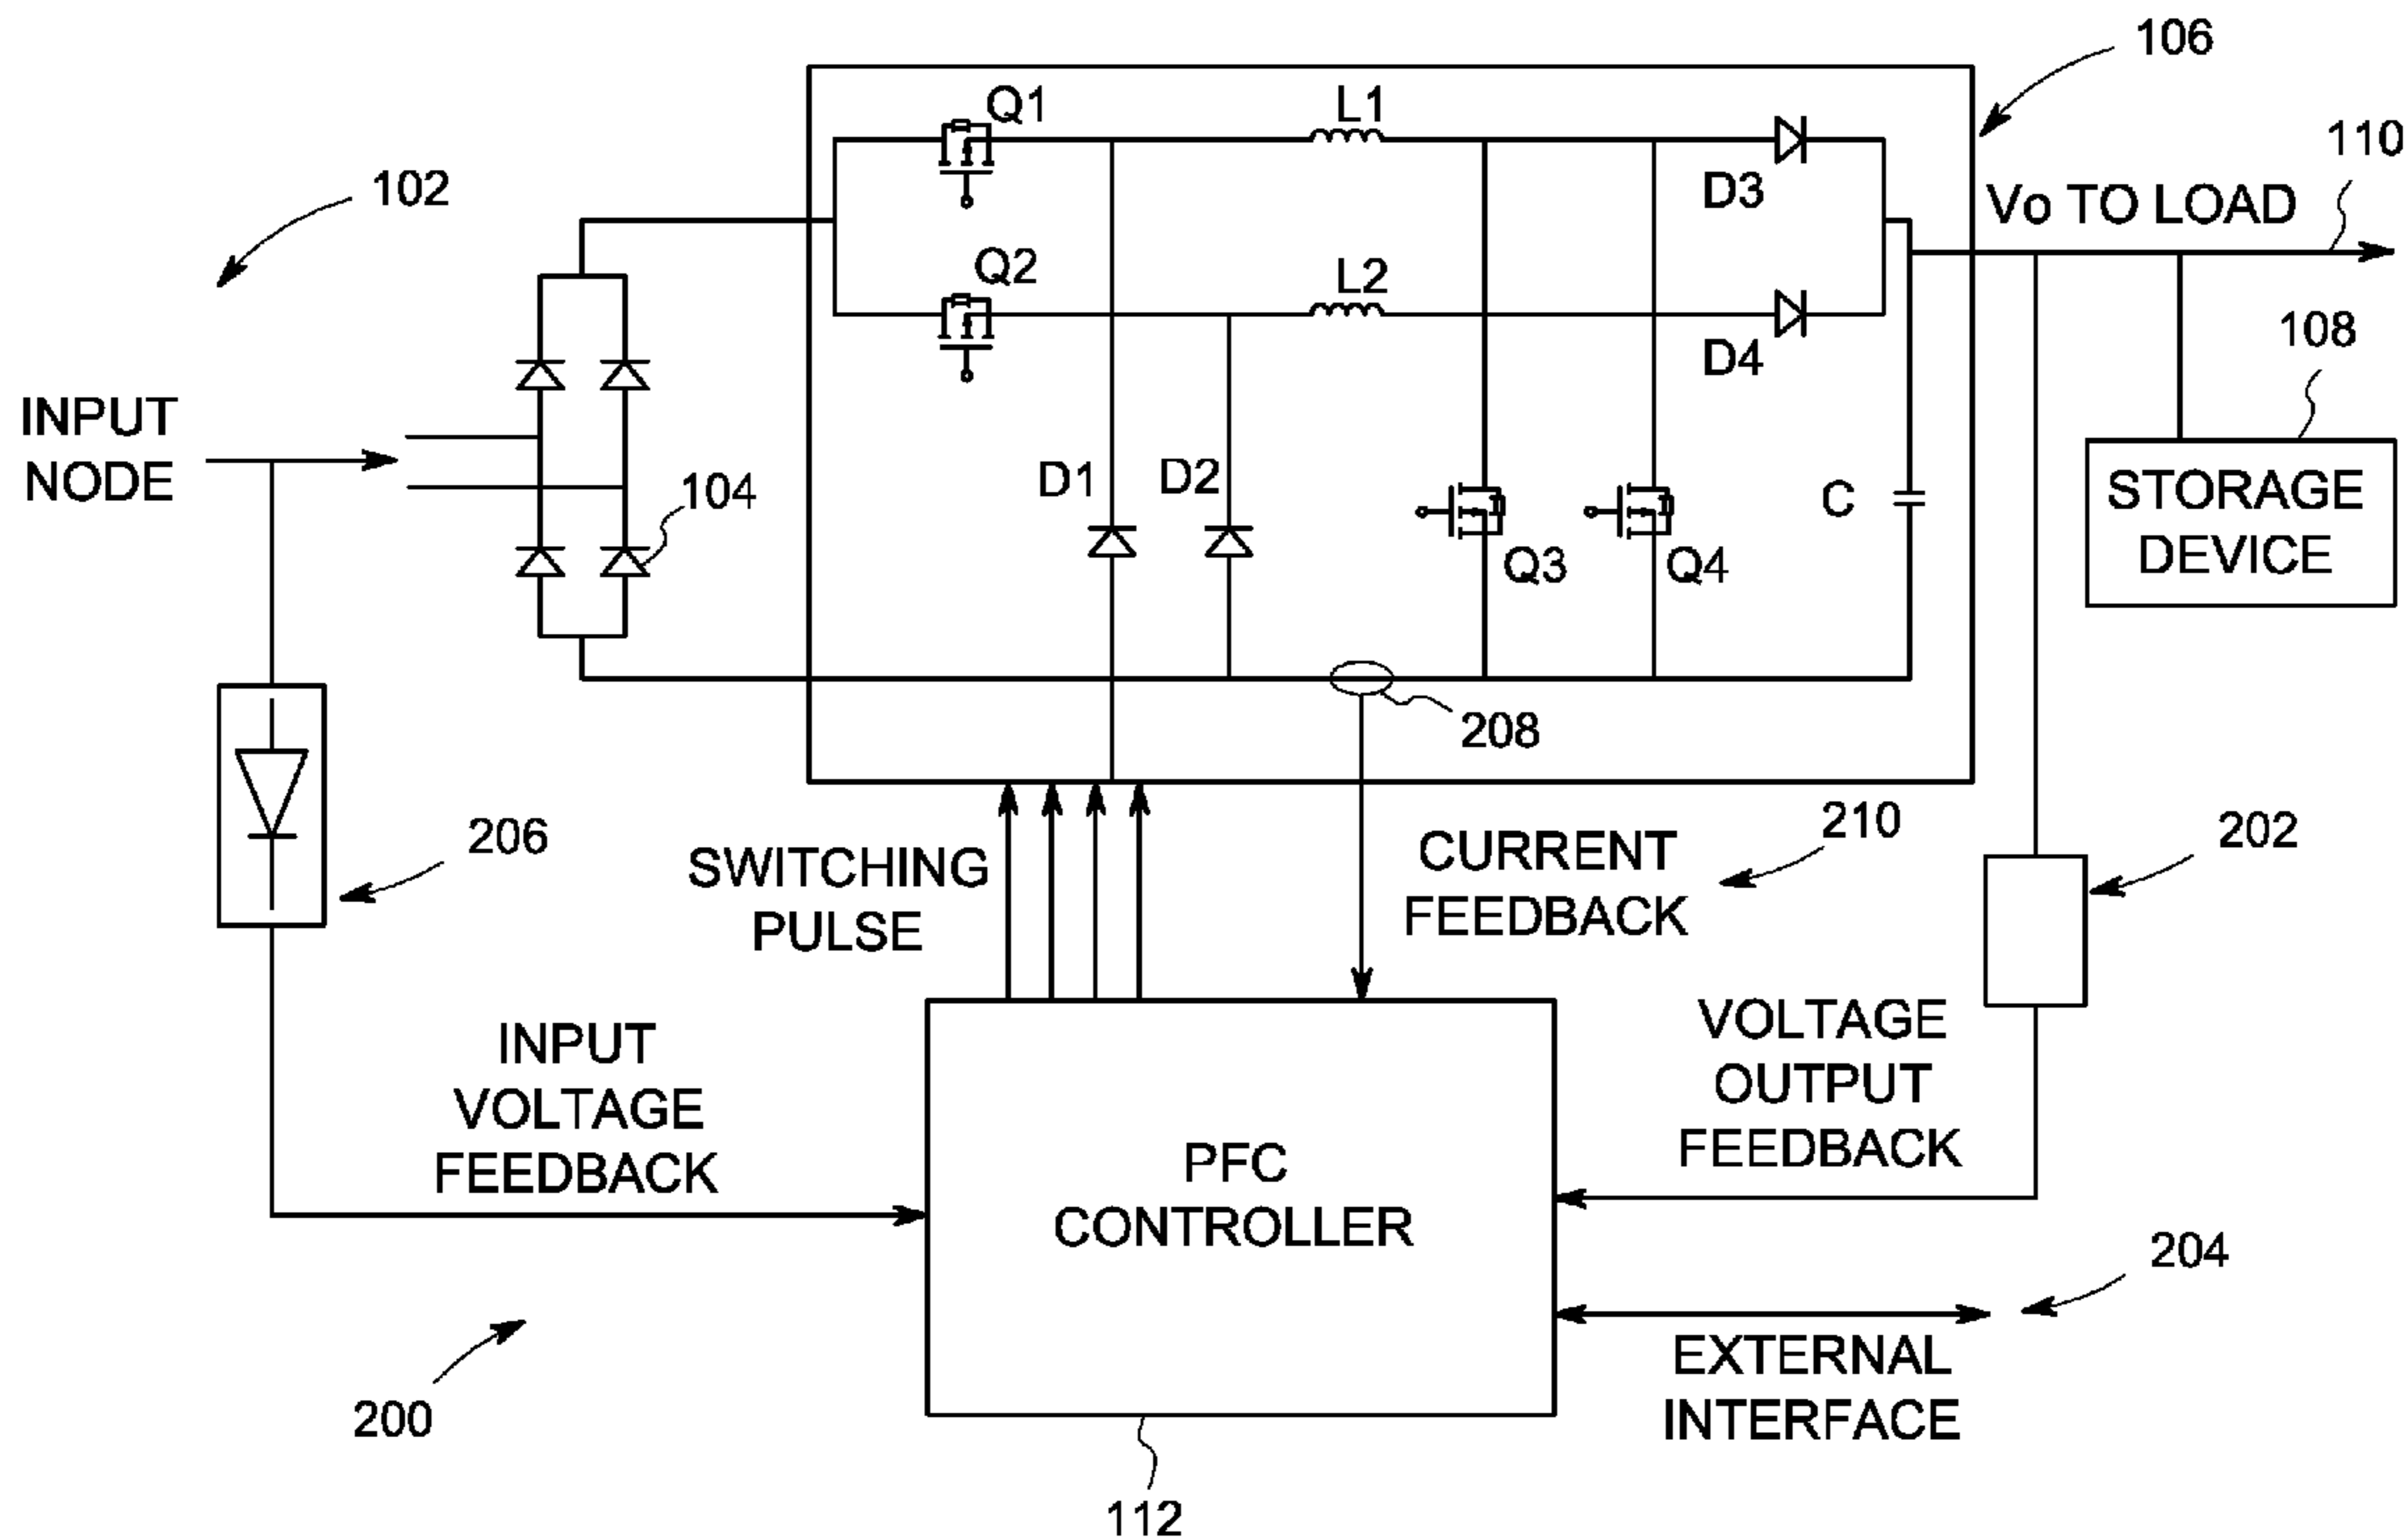 106
Q1
L1
110
102
D3
Vo TO LOAD
Q2
L2
108
D4
INPUT
NODE
D1
D2
104
C
STORAGE
DEVICE
Q3
Q4
208
206
SWITCHING
PULSE
CURRENT
FEEDBACK
210
202
INPUT
VOLTAGE
FEEDBACK
VOLTAGE
OUTPUT
FEEDBACK
PFC
CONTROLLER
204
EXTERNAL
INTERFACE
200
112